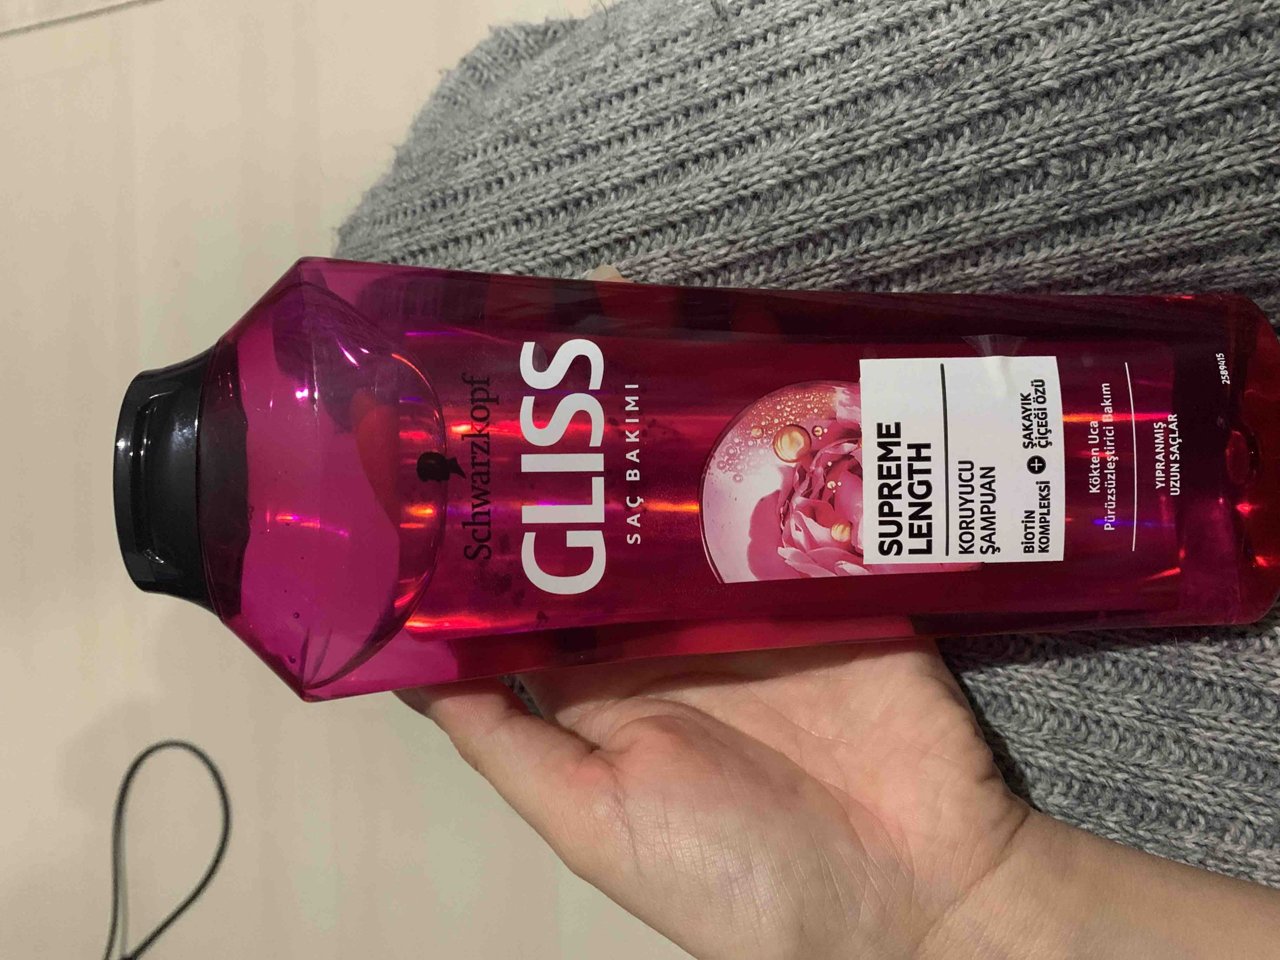 Schwarzkopf
GLISS
SAÇ BAKIMI
SUPREME
LENGTH
KORUYUCU
ŞAMPUAN
BİOTİN
KOMPLEKSİ + ŞAKAYIK
ÇİÇEĞİ ÖZÜ
Kökten Uca
Pürüzsüzleştirici Bakım
YIPRANMIŞ
UZUN SAÇLAR
2589415